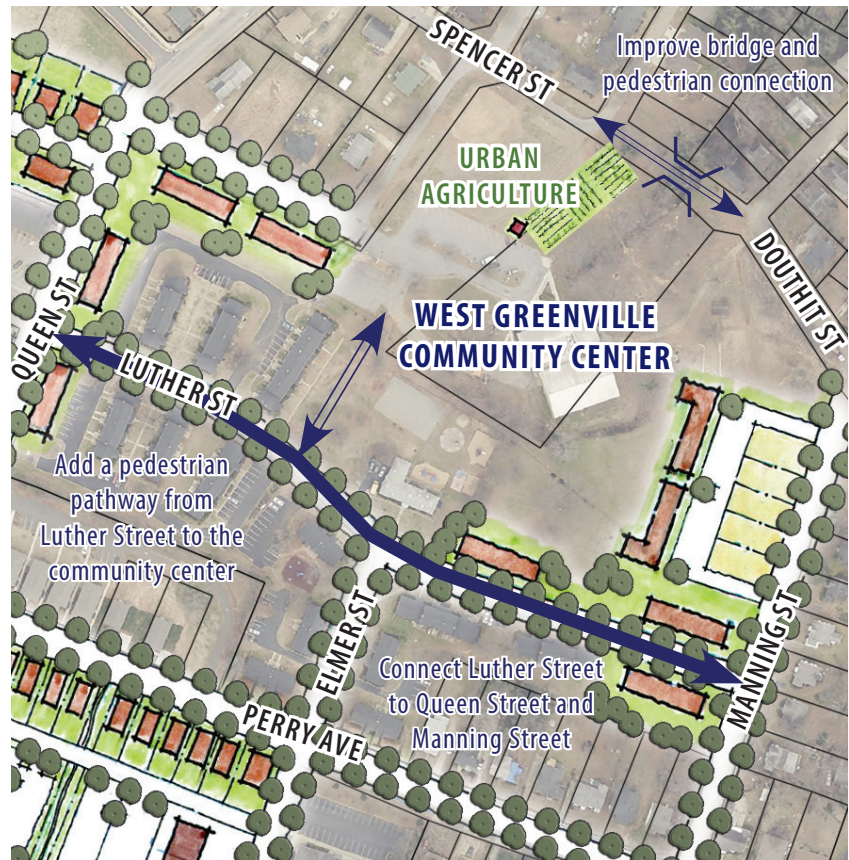 SPENCER ST
Improve bridge and
pedestrian connection
URBAN
AGRICULTURE
DOUTHIT ST
WEST GREENVILLE
COMMUNITY CENTER
QUEEN ST
LUTHER ST
Add a pedestrian
pathway from
Luther Street to the
community center
ELMER ST
Connect Luther Street
to Queen Street and
Manning Street
MANNING ST
PERRY AVE